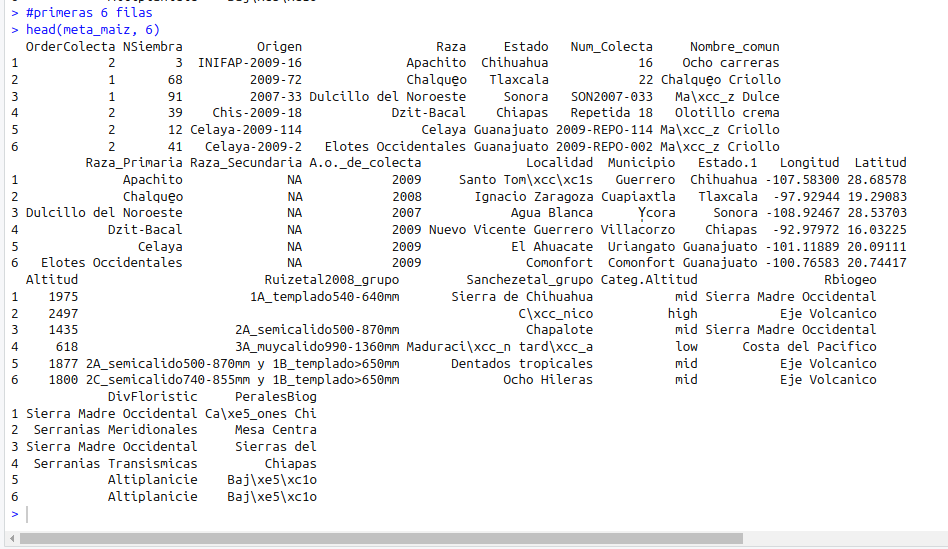 > #primeras 6 filas
> head(meta_maiz, 6)
OrderColecta NSiembra Origen Raza Estado Num_Colecta Nombre_comun
1 2 3 INIFAP-2009-16 Apachito Chihuahua 16 Ocho carreras
2 1 68 2009-72 Chalqueo̧ Tlaxcala 22 Chalqueo̧ Criollo
3 1 91 2007-33 Dulcillo del Noroeste Sonora SON2007-033 Ma\xcc_z Dulce
4 2 39 Chis-2009-18 Dzit-Bacal Chiapas Repetida 18 Olotillo crema
5 2 12 Celaya-2009-114 Celaya Guanajuato 2009-REPO-114 Ma\xcc_z Criollo
6 2 41 Celaya-2009-2 Elotes Occidentales Guanajuato 2009-REPO-002 Ma\xcc_z Criollo
Raza_Primaria Raza_Secundaria A.o._de_colecta Localidad Municipio Estado.1 Longitud Latitud
1 Apachito NA 2009 Santo Tom\xcc\xc1s Guerrero Chihuahua -107.58300 28.68578
2 Chalqueo̧ NA 2008 Ignacio Zaragoza Cuapiaxtla Tlaxcala -97.92944 19.29083
3 Dulcillo del Noroeste NA 2007 Agua Blanca Y̩cora Sonora -108.92467 28.53703
4 Dzit-Bacal NA 2009 Nuevo Vicente Guerrero Villacorzo Chiapas -92.97972 16.03225
5 Celaya NA 2009 El Ahuacate Uriangato Guanajuato -101.11889 20.09111
6 Elotes Occidentales NA 2009 Comonfort Comonfort Guanajuato -100.76583 20.74417
Altitud Ruizetal2008_grupo Sanchezetal_grupo Categ.Altitud Rbiogeo
1 1975 1A_templado540-640mm Sierra de Chihuahua mid Sierra Madre Occidental
2 2497 C\xcc_nico high Eje Volcanico
3 1435 2A_semicalido500-870mm Chapalote mid Sierra Madre Occidental
4 618 3A_muycalido990-1360mm Maduraci\xcc_n tard\xcc_a low Costa del Pacifico
5 1877 2A_semicalido500-870mm y 1B_templado>650mm Dentados tropicales mid Eje Volcanico
6 1800 2C_semicalido740-855mm y 1B_templado>650mm Ocho Hileras mid Eje Volcanico
DivFloristic PeralesBiog
1 Sierra Madre Occidental Ca\xe5_ones Chi
2 Serranias Meridionales Mesa Centra
3 Sierra Madre Occidental Sierras del
4 Serranias Transismicas Chiapas
5 Altiplanicie Baj\xe5\xc1o
6 Altiplanicie Baj\xe5\xc1o
>